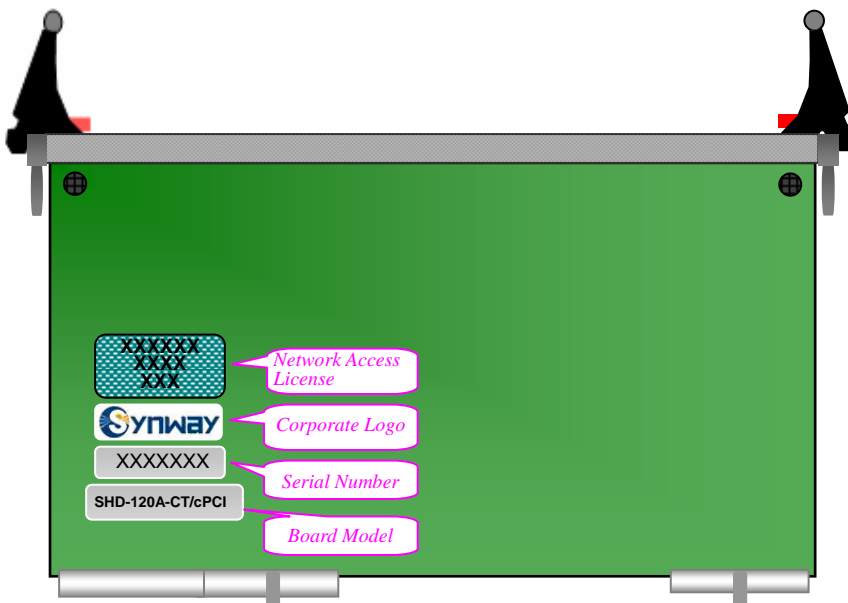 XXXXXX
XXXX
XXX
Network Access
License
Synway
Corporate Logo
XXXXXXX
Serial Number
SHD-120A-CT/cPCI
Board Model